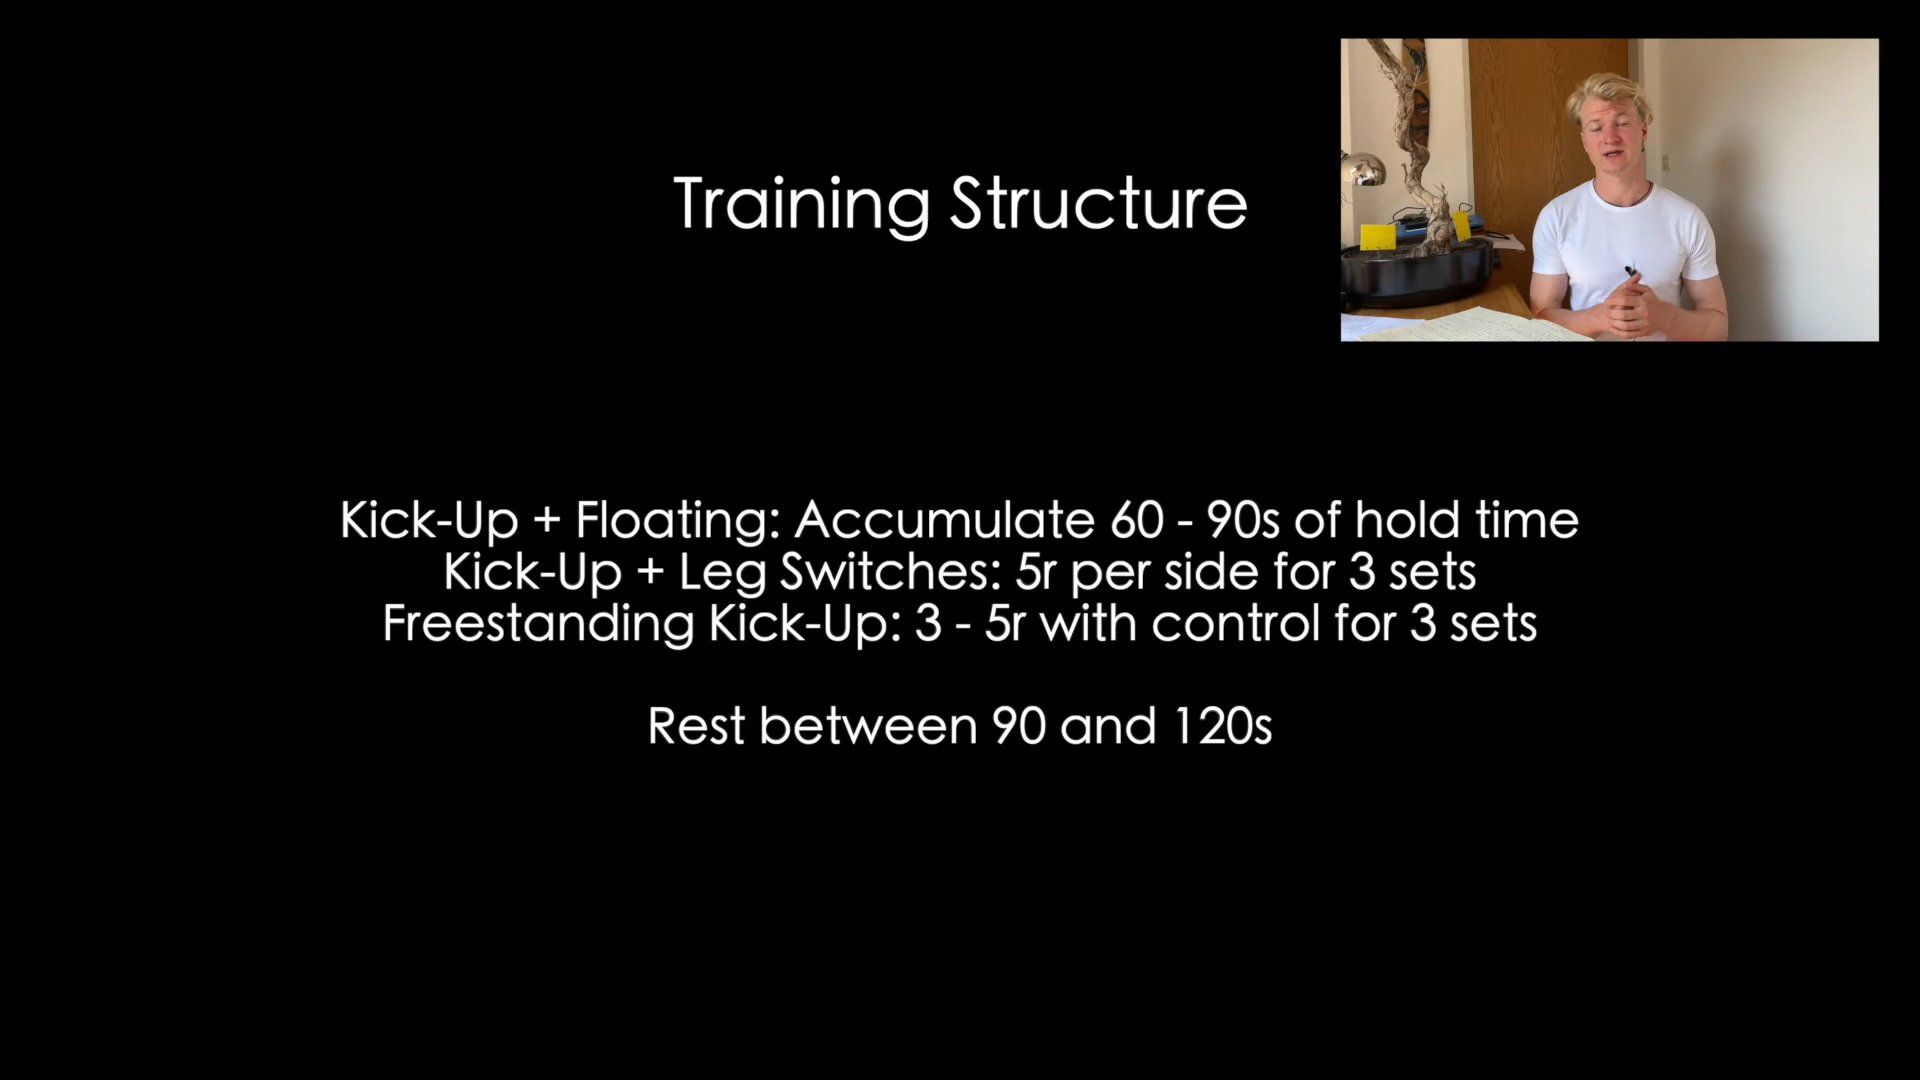 Training Structure
Kick-Up + Floating: Accumulate 60 - 90s of hold time
Kick-Up + Leg Switches: 5r per side for 3 sets
Freestanding Kick-Up: 3 - 5r with control for 3 sets
Rest between 90 and 120s